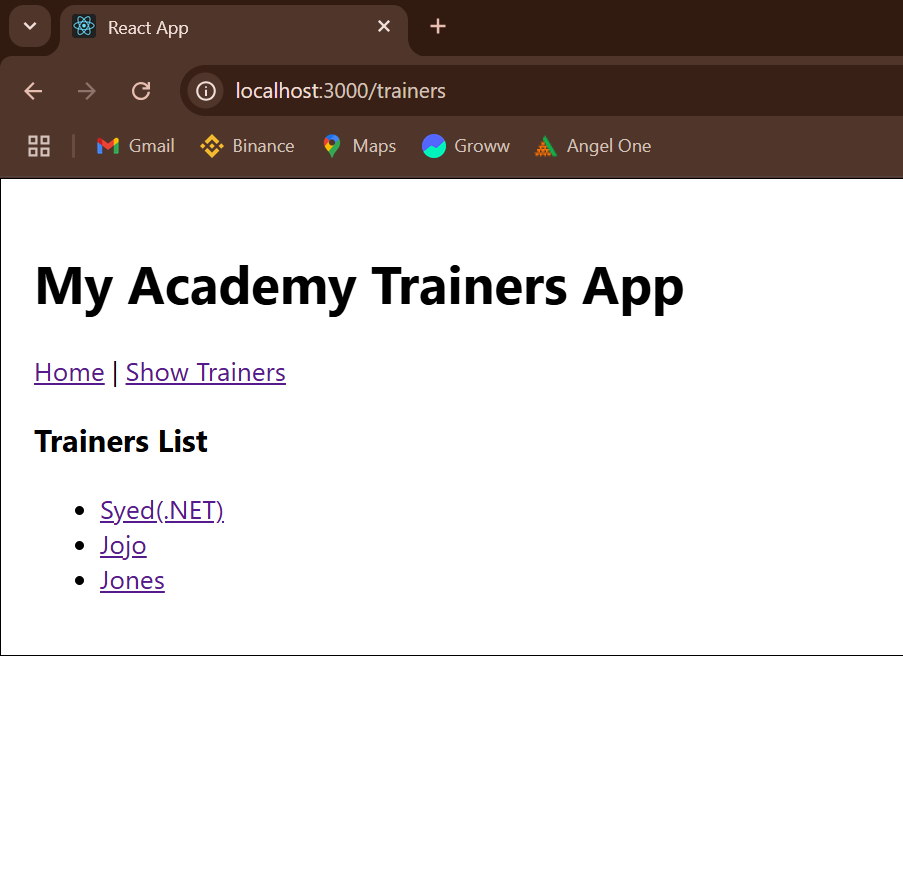 React App
localhost:3000/trainers
Gmail Binance Maps Groww Angel One
My Academy Trainers App
Home | Show Trainers
Trainers List
Syed(.NET)
Jojo
Jones